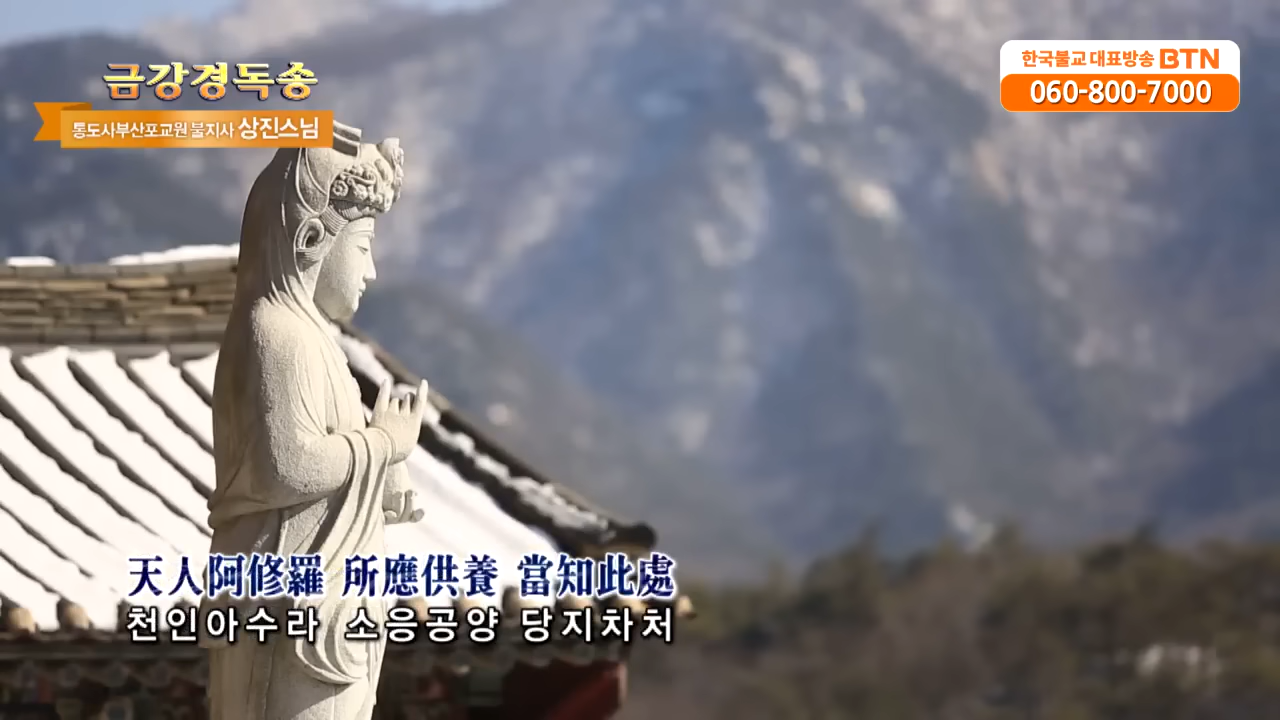 금강경독송
통도사부산포교원 불지사 상진스님
한국불교 대표방송 BTN
060-800-7000
天人阿修羅 所應供養 當知此處
천인아수라 소응공양 당지차처